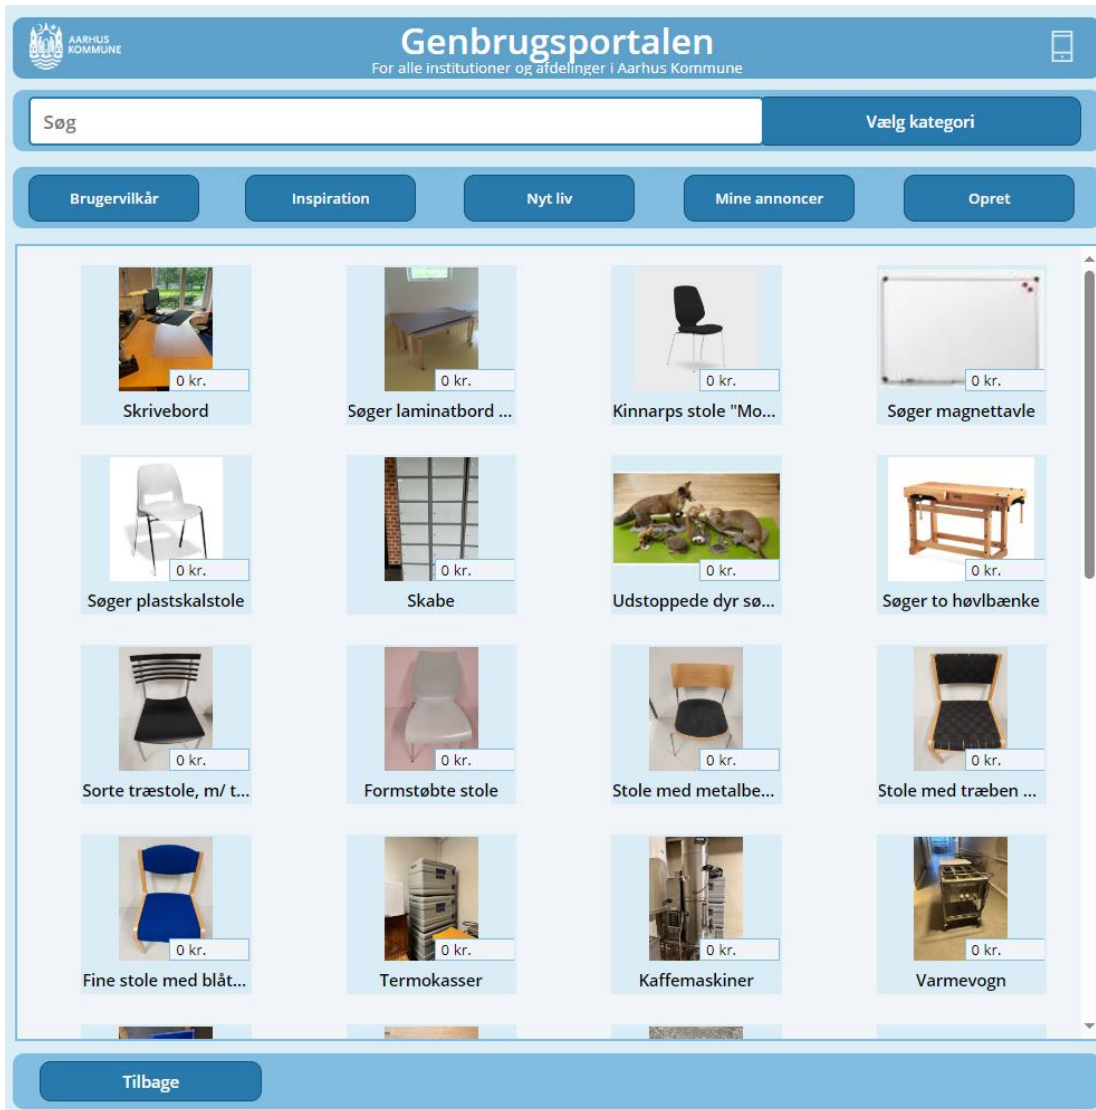 AARHUS
KOMMUNE
Genbrugsportalen
For alle institutioner og afdelinger i Aarhus Kommune
Søg
Vælg kategori
Brugervilkår
Inspiration
Nyt liv
Mine annoncer
Opret
0 kr.
Skrivebord
0 kr.
Søger laminatbord ...
0 kr.
Kinnarps stole "Mo...
0 kr.
Søger magnettavle
0 kr.
Søger plastskalstole
0 kr.
Skabe
0 kr.
Udstoppede dyr sø...
0 kr.
Søger to høvlbænke
0 kr.
Sorte træstole, m/ t...
0 kr.
Formstøbte stole
0 kr.
Stole med metalbe...
0 kr.
Stole med træben ...
0 kr.
Fine stole med blåt...
0 kr.
Termokasser
0 kr.
Kaffemaskiner
0 kr.
Varmevogn
Tilbage